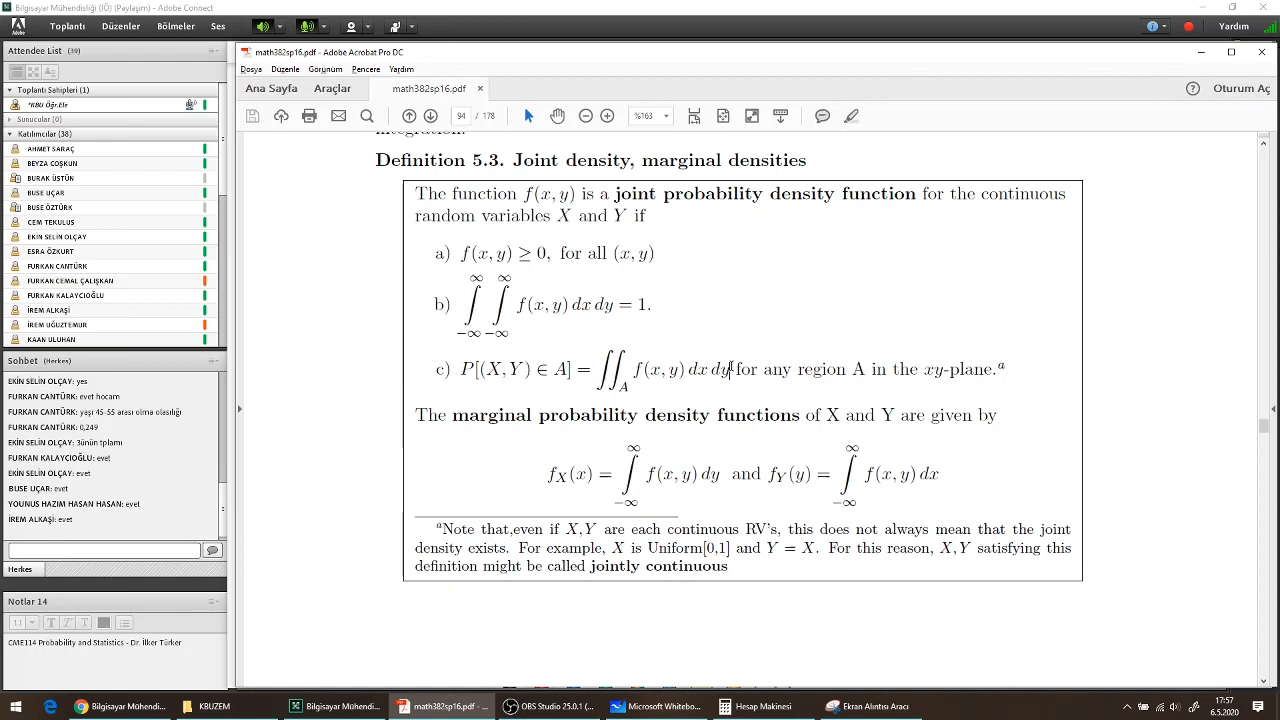 Bilgisayar Mühendisliği (İÖ) (Paylaşım) - Adobe Connect
Toplantı Düzenler Bölmeler Ses Yardım
Attendee List (39)
Toplantı Sahipleri (1)
*KBU Öğr.Ele
Sunucular (0)
Katılımcılar (38)
AHMET SARAÇ
BEYZA COŞKUN
BURAK ÜSTÜN
BUSE UÇAR
BUSE ÖZTÜRK
CEM TEKULUS
EKİN SELİN OLÇAY
ESRA ÖZKURT
FURKAN CANTÜRK
FURKAN CEMAL ÇALIŞKAN
FURKAN KALAYCIOĞLU
İREM ALKAŞİ
İREM UĞUZTEMUR
KAAN ULUHAN
Sohbet (Herkes)
EKİN SELİN OLÇAY: yes
FURKAN CANTÜRK: evet hocam
FURKAN CANTÜRK: yaşı 45-55 arası olma olasılığı
FURKAN CANTÜRK: 0,249
EKİN SELİN OLÇAY: 3ünün tplamı
FURKAN KALAYCIOĞLU: evet
EKİN SELİN OLÇAY: evet
BUSE UÇAR: evet
YOUNUS HAZIM HASAN HASAN: evet
İREM ALKAŞİ: evet
Herkes
Notlar 14
11 T T T
CME114 Probability and Statistics - Dr. İlker Türker
math382sp16.pdf - Adobe Acrobat Pro DC
Dosya Düzenle Görünüm Pencere Yardım
Ana Sayfa Araçlar math382sp16.pdf × Oturum Aç
94 / 178 %163
integration.
Definition 5.3. Joint density, marginal densities
The function f(x, y) is a joint probability density function for the continuous
random variables X and Y if
a) f(x, y) ≥ 0, for all (x, y)
b) ∫_{−∞}^{∞} ∫_{−∞}^{∞} f(x, y) dx dy = 1.
c) P[(X, Y) ∈ A] = ∬_A f(x, y) dx dy for any region A in the xy-plane.ᵃ
The marginal probability density functions of X and Y are given by
f_X(x) = ∫_{−∞}^{∞} f(x, y) dy and f_Y(y) = ∫_{−∞}^{∞} f(x, y) dx
ᵃNote that,even if X,Y are each continuous RV's, this does not always mean that the joint
density exists. For example, X is Uniform[0,1] and Y = X. For this reason, X,Y satisfying this
definition might be called jointly continuous
Bilgisayar Mühendi... KBUZEM Bilgisayar Mühendi... math382sp16.pdf - ... OBS Studio 25.0.1 (... Microsoft Whitebo... Hesap Makinesi Ekran Alıntısı Aracı
17:57
6.5.2020